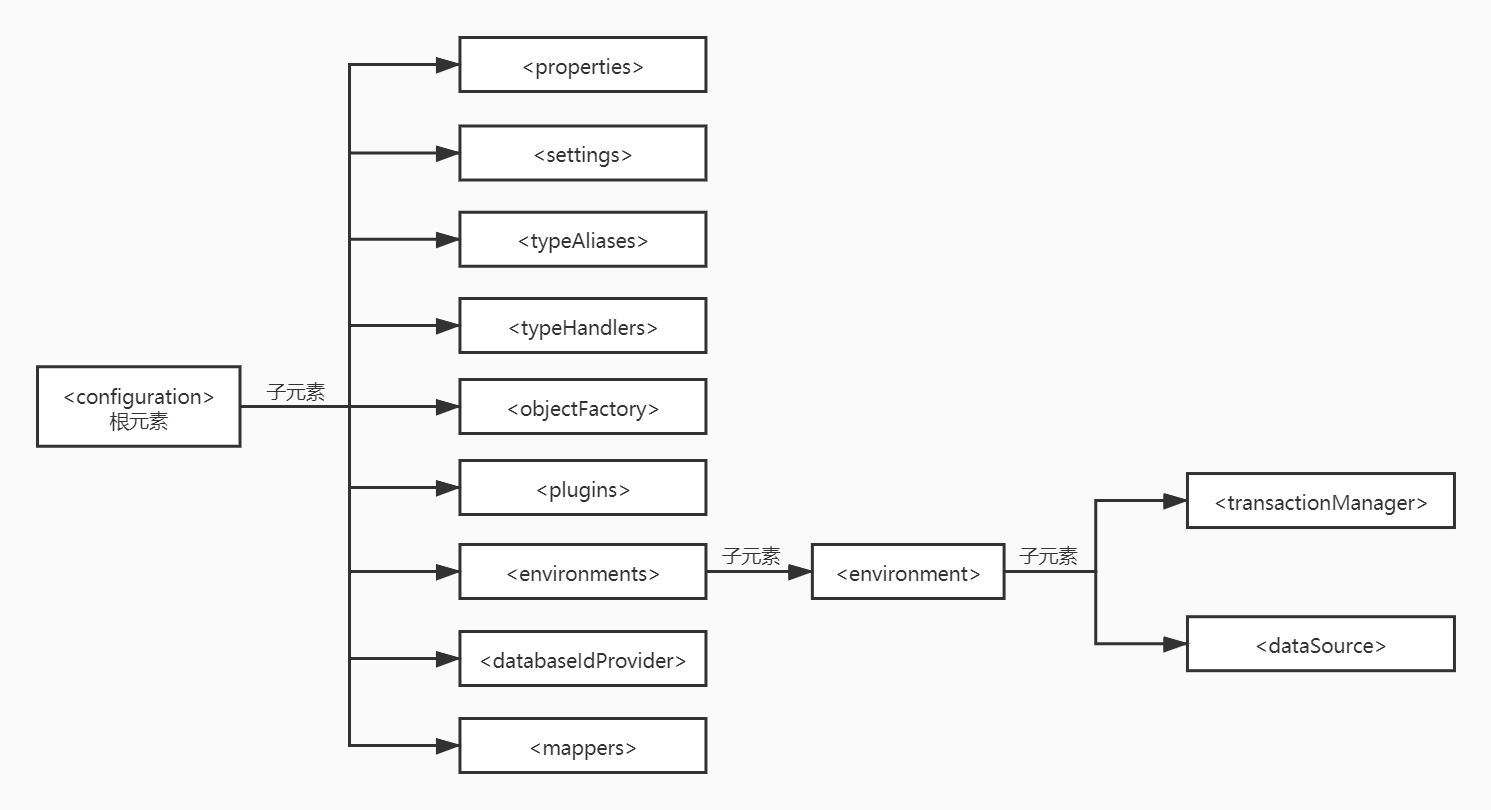 <properties>
<settings>
<typeAliases>
<typeHandlers>
<configuration>
根元素
子元素
<objectFactory>
<plugins>
<environments>
子元素
<environment>
子元素
<transactionManager>
<dataSource>
<databaseIdProvider>
<mappers>